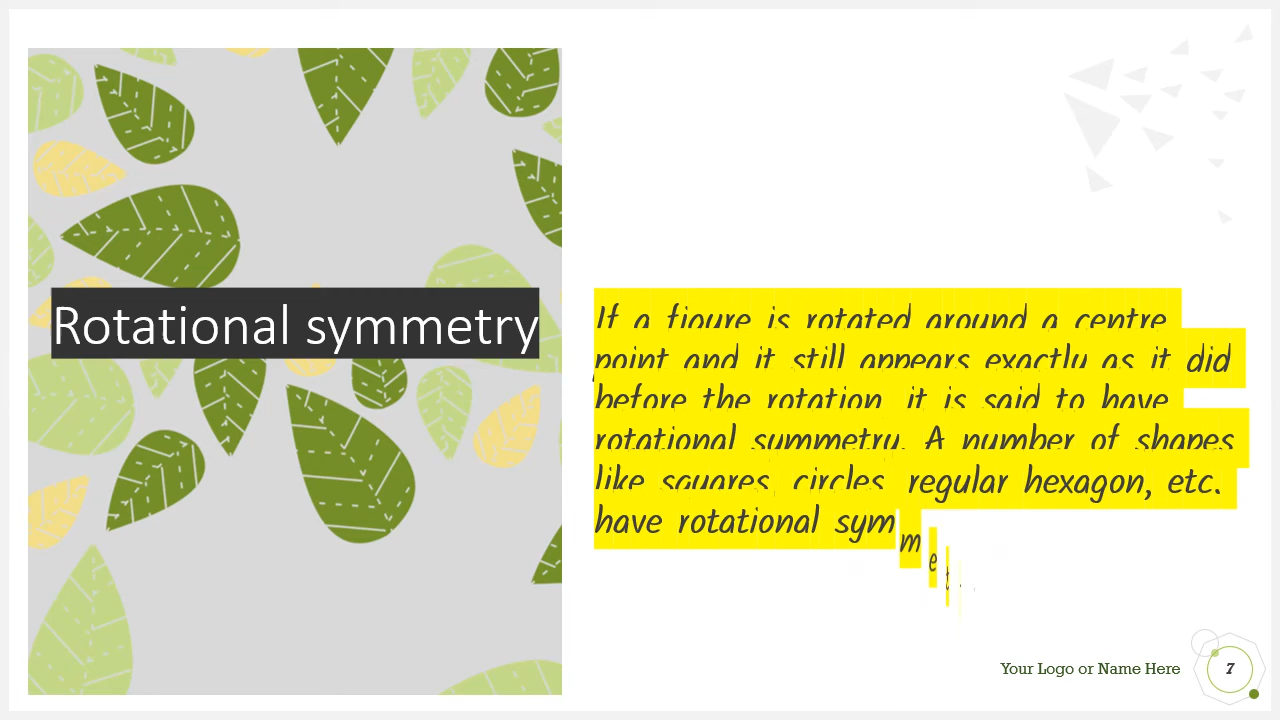 Rotational symmetry
If a figure is rotated around a centre
point and it still appears exactly as it did
before the rotation, it is said to have
rotational symmetry. A number of shapes
like squares, circles, regular hexagon, etc.
have rotational symmet
Your Logo or Name Here
7